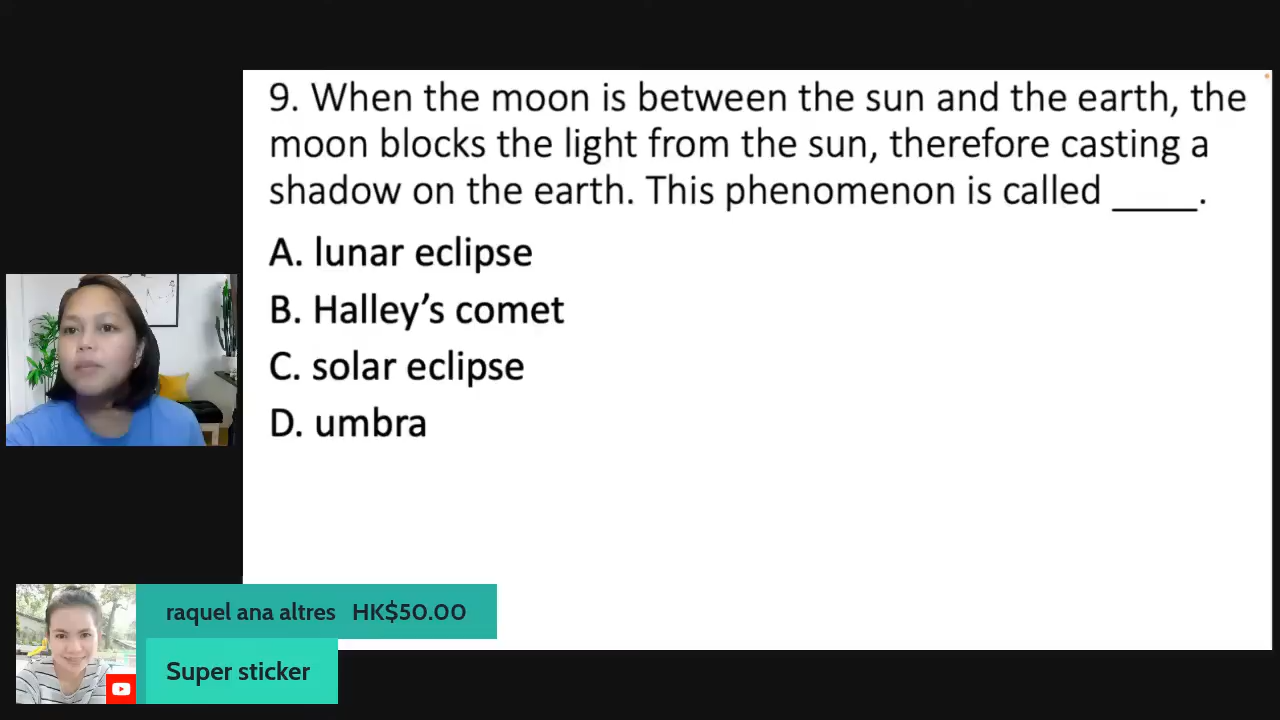 9. When the moon is between the sun and the earth, the
moon blocks the light from the sun, therefore casting a
shadow on the earth. This phenomenon is called ____.
A. lunar eclipse
B. Halley’s comet
C. solar eclipse
D. umbra
raquel ana altres HK$50.00
Super sticker